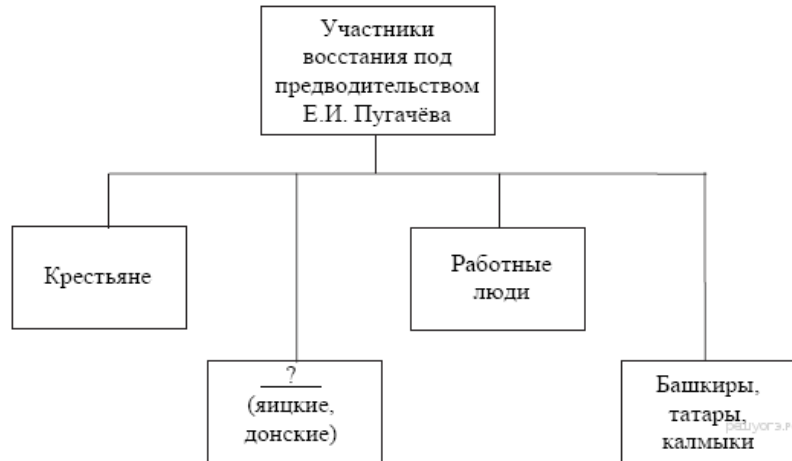 Участники
восстания под
предводительством
Е.И. Пугачёва
Крестьяне
Работные
люди
?
(яицкие,
донские)
Башкиры,
татары,
калмыки